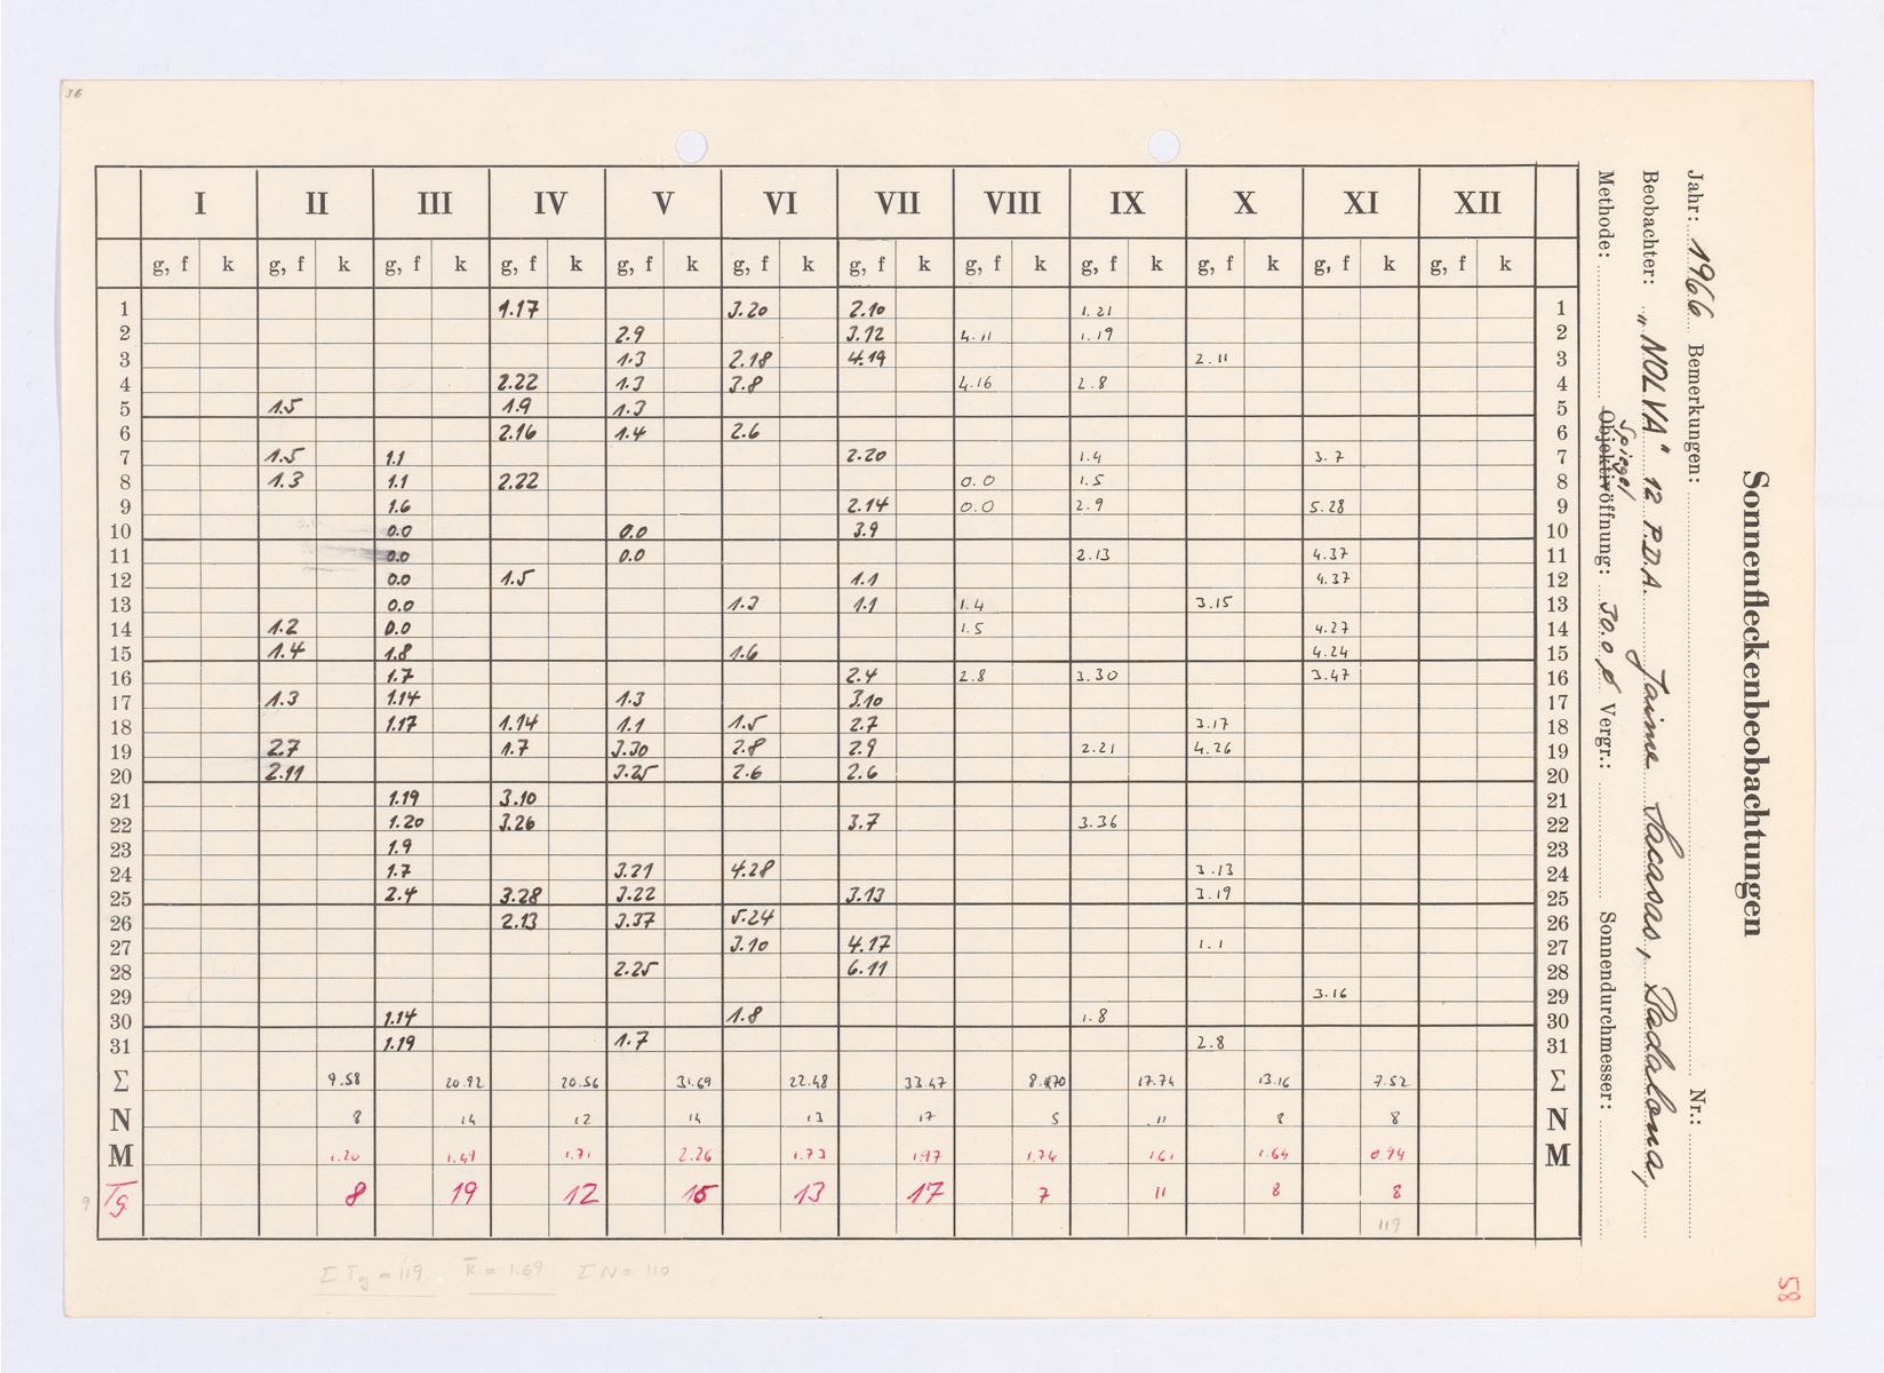 36
I II III IV V VI VII VIII IX X XI XII
g, f k g, f k g, f k g, f k g, f k g, f k g, f k g, f k g, f k g, f k g, f k g, f k
1 1.17 3.20 2.10 1.21 1
2 2.9 3.12 4.11 1.19 2
3 1.3 2.18 4.19 2.11 3
4 2.22 1.3 3.8 4.16 2.8 4
5 1.5 1.9 1.3 5
6 2.16 1.4 2.6 6
7 1.5 1.1 2.20 1.4 3.7 7
8 1.3 1.1 2.22 0.0 1.5 8
9 1.6 2.14 0.0 2.9 5.28 9
10 0.0 0.0 3.9 10
11 0.0 0.0 2.13 4.37 11
12 0.0 1.5 1.1 4.37 12
13 0.0 1.2 1.1 1.4 3.15 13
14 1.2 0.0 1.5 4.27 14
15 1.4 1.8 1.6 4.24 15
16 1.7 2.4 2.8 3.30 3.47 16
17 1.3 1.14 1.3 3.10 17
18 1.17 1.14 1.1 1.5 2.7 3.17 18
19 2.7 1.7 3.30 2.8 2.9 2.21 4.26 19
20 2.11 3.25 2.6 2.6 20
21 1.19 3.10 21
22 1.20 3.26 3.7 3.36 22
23 1.9 23
24 1.7 3.21 4.28 3.13 24
25 2.4 3.28 3.22 3.13 3.19 25
26 2.13 3.37 5.24 26
27 3.10 4.17 1.1 27
28 2.25 6.11 28
29 3.16 29
30 1.14 1.8 1.8 30
31 1.19 1.7 2.8 31
Σ 9.58 20.92 20.56 31.69 22.48 33.47 17.74 13.16 7.52 Σ
N 8 14 12 14 13 17 5 11 8 8 N
M 1.20 1.49 1.71 2.26 1.73 1.97 1.74 1.61 1.64 0.94 M
9 Tg 8 19 12 15 13 17 7 11 8 8
119
Σ Tg = 119 k̄ = 1.69 Σ N = 110
Sonnenfleckenbeobachtungen
Jahr: 1966 Bemerkungen: Nr.:
Beobachter: "NOLVA" 12 P.D.A. Jaime Sacasas, Badalona,
Spiegel
Methode: Objektivöffnung: 30.0 ø Vergr.: Sonnendurchmesser:
58